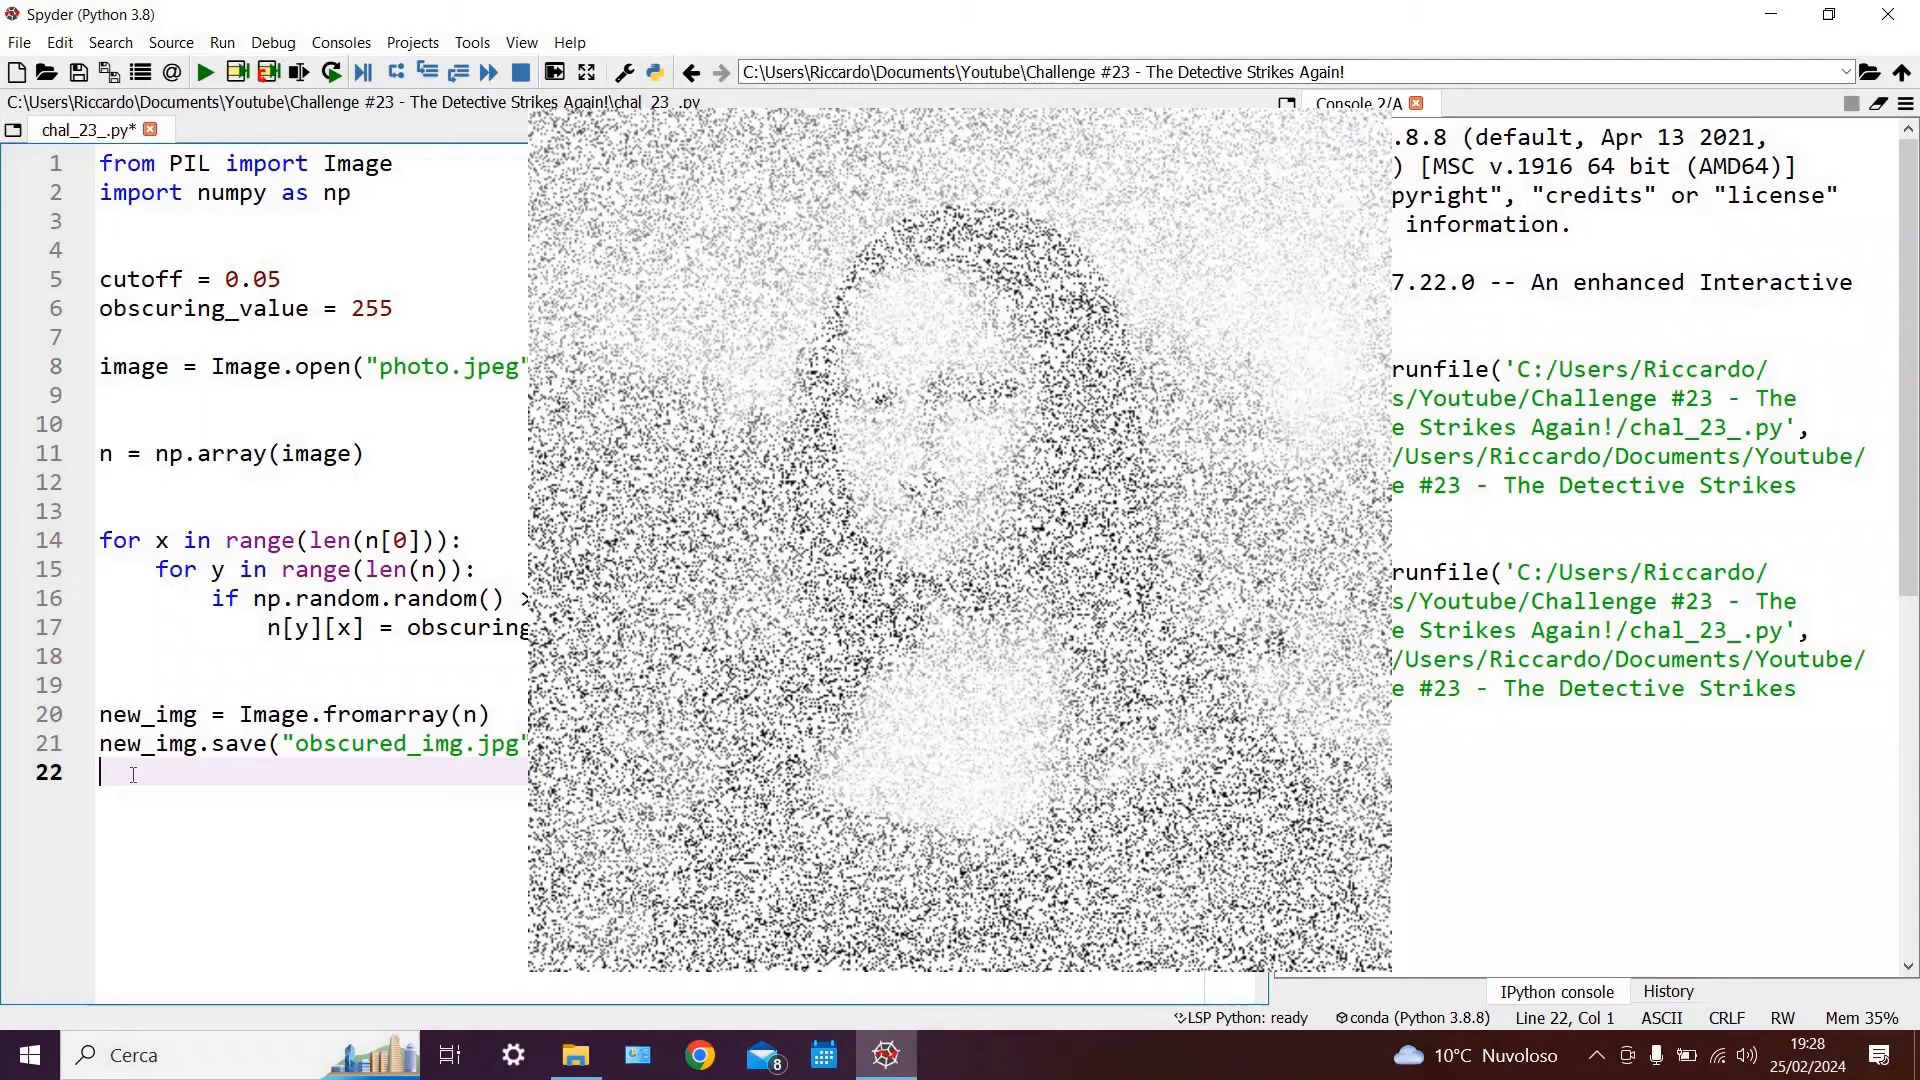 Spyder (Python 3.8)
File Edit Search Source Run Debug Consoles Projects Tools View Help
C:\Users\Riccardo\Documents\Youtube\Challenge #23 - The Detective Strikes Again!
C:\Users\Riccardo\Documents\Youtube\Challenge #23 - The Detective Strikes Again!\chal_23_.py
Console 2/A
chal_23_.py*
1 from PIL import Image
2 import numpy as np
3
4
5 cutoff = 0.05
6 obscuring_value = 255
7
8 image = Image.open("photo.jpeg"
9
10
11 n = np.array(image)
12
13
14 for x in range(len(n[0])):
15 for y in range(len(n)):
16 if np.random.random() >
17 n[y][x] = obscuring
18
19
20 new_img = Image.fromarray(n)
21 new_img.save("obscured_img.jpg"
22
.8.8 (default, Apr 13 2021,
) [MSC v.1916 64 bit (AMD64)]
pyright", "credits" or "license"
information.
7.22.0 -- An enhanced Interactive
runfile('C:/Users/Riccardo/
s/Youtube/Challenge #23 - The
e Strikes Again!/chal_23_.py',
/Users/Riccardo/Documents/Youtube/
e #23 - The Detective Strikes
runfile('C:/Users/Riccardo/
s/Youtube/Challenge #23 - The
e Strikes Again!/chal_23_.py',
/Users/Riccardo/Documents/Youtube/
e #23 - The Detective Strikes
IPython console History
LSP Python: ready conda (Python 3.8.8) Line 22, Col 1 ASCII CRLF RW Mem 35%
Cerca 8 10°C Nuvoloso 19:28
25/02/2024